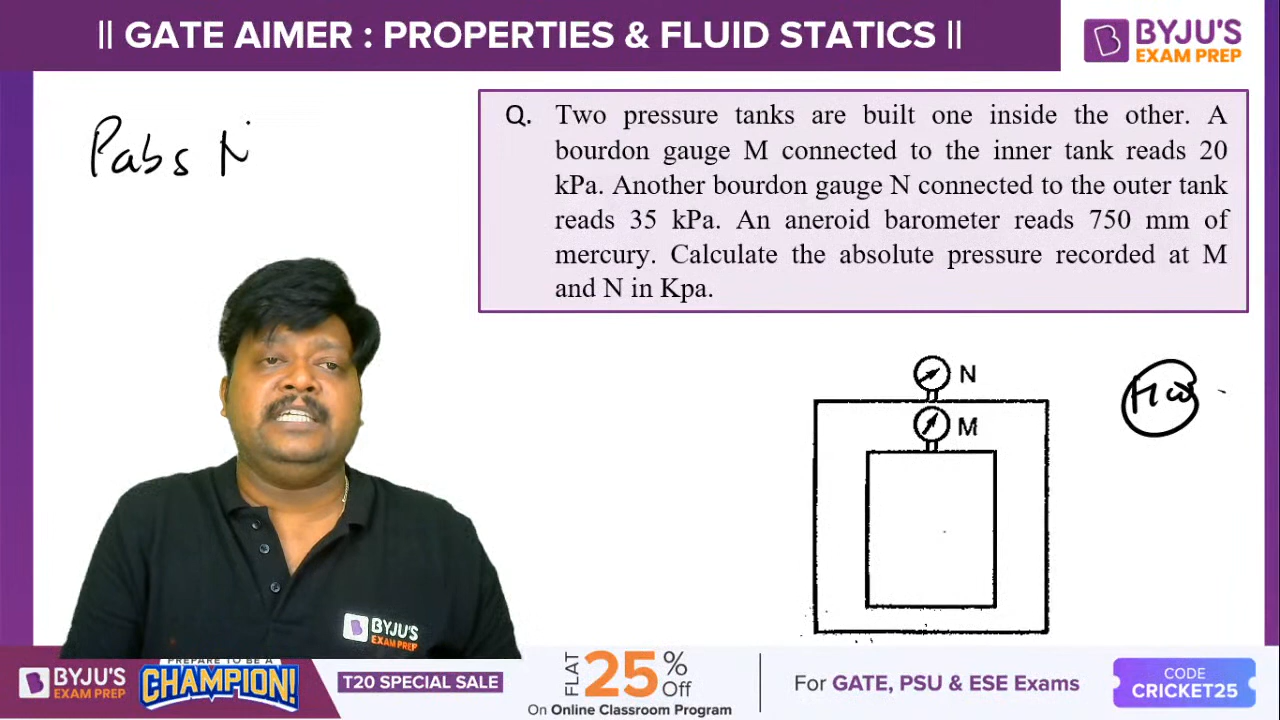 || GATE AIMER : PROPERTIES & FLUID STATICS ||
BYJU'S
EXAM PREP
Pabs N
Q. Two pressure tanks are built one inside the other. A
bourdon gauge M connected to the inner tank reads 20
kPa. Another bourdon gauge N connected to the outer tank
reads 35 kPa. An aneroid barometer reads 750 mm of
mercury. Calculate the absolute pressure recorded at M
and N in Kpa.
N
M
HW
BYJU'S
EXAM PREP
BYJU'S
EXAM PREP
PREPARE TO BE A
CHAMPION!
T20 SPECIAL SALE
FLAT 25% Off
On Online Classroom Program
For GATE, PSU & ESE Exams
CODE
CRICKET25